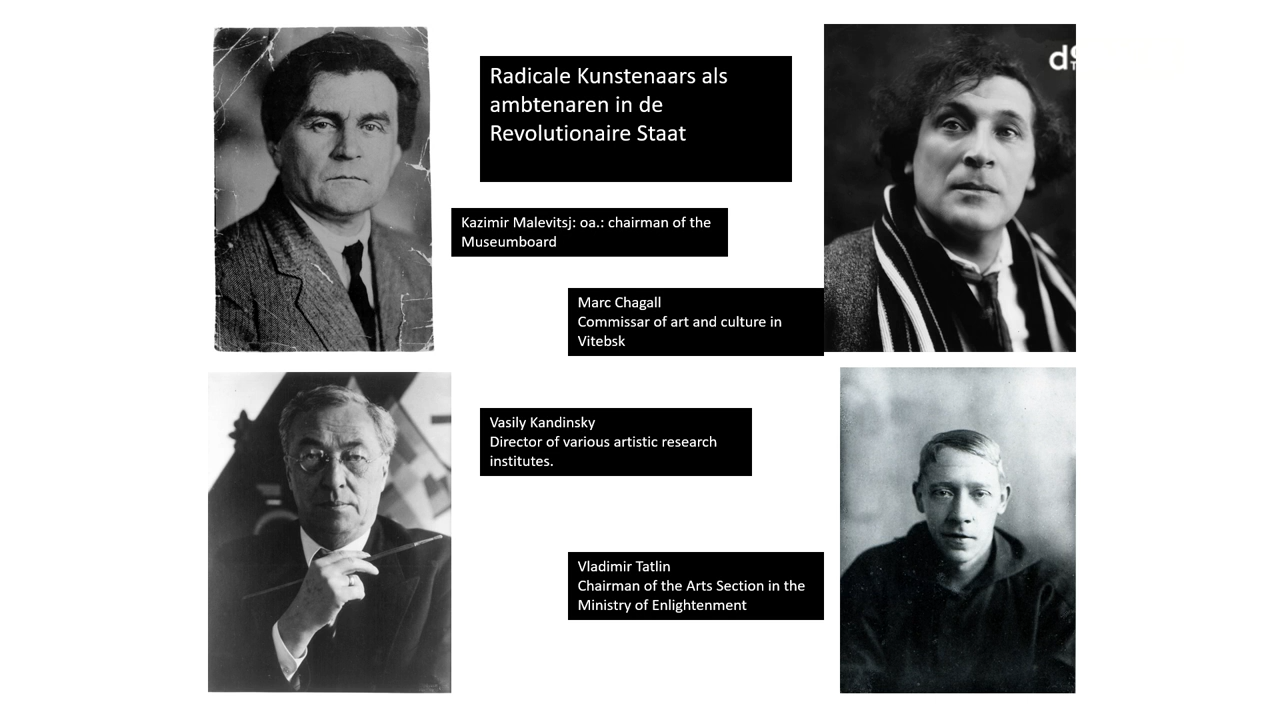 Radicale Kunstenaars als
ambtenaren in de
Revolutionaire Staat
Kazimir Malevitsj: oa.: chairman of the
Museumboard
Marc Chagall
Commissar of art and culture in
Vitebsk
Vasily Kandinsky
Director of various artistic research
institutes.
Vladimir Tatlin
Chairman of the Arts Section in the
Ministry of Enlightenment